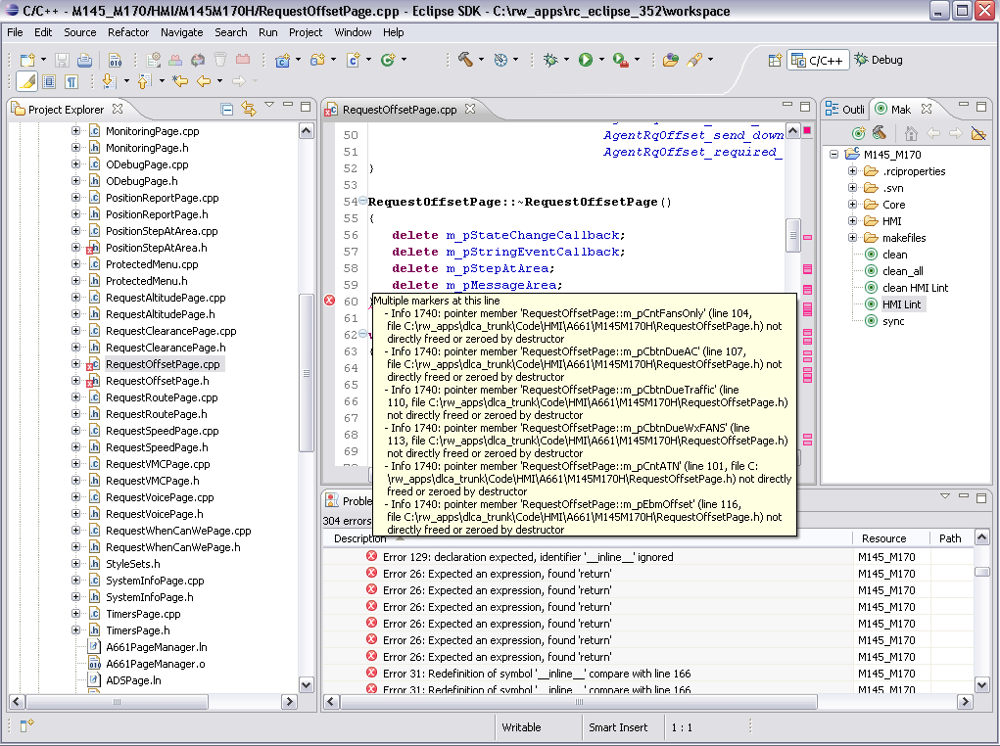 C/C++ - M145_M170/HMI/M145M170H/RequestOffsetPage.cpp - Eclipse SDK - C:\rw_apps\rc_eclipse_352\workspace
File Edit Source Refactor Navigate Search Run Project Window Help
C/C++ Debug
Project Explorer
MonitoringPage.cpp
MonitoringPage.h
ODebugPage.cpp
ODebugPage.h
PositionReportPage.cpp
PositionReportPage.h
PositionStepAtArea.cpp
PositionStepAtArea.h
ProtectedMenu.cpp
ProtectedMenu.h
RequestAltitudePage.cpp
RequestAltitudePage.h
RequestClearancePage.cpp
RequestClearancePage.h
RequestOffsetPage.cpp
RequestOffsetPage.h
RequestRoutePage.cpp
RequestRoutePage.h
RequestSpeedPage.cpp
RequestSpeedPage.h
RequestVMCPage.cpp
RequestVMCPage.h
RequestVoicePage.cpp
RequestVoicePage.h
RequestWhenCanWePage.cpp
RequestWhenCanWePage.h
StyleSets.h
SystemInfoPage.cpp
SystemInfoPage.h
TimersPage.cpp
TimersPage.h
A661PageManager.ln
A661PageManager.o
ADSPage.ln
RequestOffsetPage.cpp
50 AgentRqOffset_send_down
51 AgentRqOffset_required_
52 }
53
54 RequestOffsetPage::~RequestOffsetPage()
55 {
56 delete m_pStateChangeCallback;
57 delete m_pStringEventCallback;
58 delete m_pStepAtArea;
59 delete m_pMessageArea;
60
61
62
63
64
65
66
67
68
69
Multiple markers at this line
- Info 1740: pointer member 'RequestOffsetPage::m_pCntFansOnly' (line 104,
file C:\rw_apps\dlca_trunk\Code\HMI\A661\M145M170H\RequestOffsetPage.h) not
directly freed or zeroed by destructor
- Info 1740: pointer member 'RequestOffsetPage::m_pCbtnDueAC' (line 107,
file C:\rw_apps\dlca_trunk\Code\HMI\A661\M145M170H\RequestOffsetPage.h) not
directly freed or zeroed by destructor
- Info 1740: pointer member 'RequestOffsetPage::m_pCbtnDueTraffic' (line
110, file C:\rw_apps\dlca_trunk\Code\HMI\A661\M145M170H\RequestOffsetPage.h)
not directly freed or zeroed by destructor
- Info 1740: pointer member 'RequestOffsetPage::m_pCbtnDueWxFANS' (line
113, file C:\rw_apps\dlca_trunk\Code\HMI\A661\M145M170H\RequestOffsetPage.h)
not directly freed or zeroed by destructor
- Info 1740: pointer member 'RequestOffsetPage::m_pCntATN' (line 101, file C:
\rw_apps\dlca_trunk\Code\HMI\A661\M145M170H\RequestOffsetPage.h) not directly
freed or zeroed by destructor
- Info 1740: pointer member 'RequestOffsetPage::m_pEbmOffset' (line 116,
file C:\rw_apps\dlca_trunk\Code\HMI\A661\M145M170H\RequestOffsetPage.h) not
directly freed or zeroed by destructor
Outli Mak
M145_M170
.rciproperties
.svn
Core
HMI
makefiles
clean
clean_all
clean HMI Lint
HMI Lint
sync
Proble
304 errors
Description Resource Path
Error 129: declaration expected, identifier '__inline__' ignored M145_M170
Error 26: Expected an expression, found 'return' M145_M170
Error 26: Expected an expression, found 'return' M145_M170
Error 26: Expected an expression, found 'return' M145_M170
Error 26: Expected an expression, found 'return' M145_M170
Error 26: Expected an expression, found 'return' M145_M170
Error 26: Expected an expression, found 'return' M145_M170
Error 31: Redefinition of symbol '__inline__' compare with line 166 M145_M170
Error 31: Redefinition of symbol '__inline__' compare with line 166 M145_M170
Writable Smart Insert 1 : 1